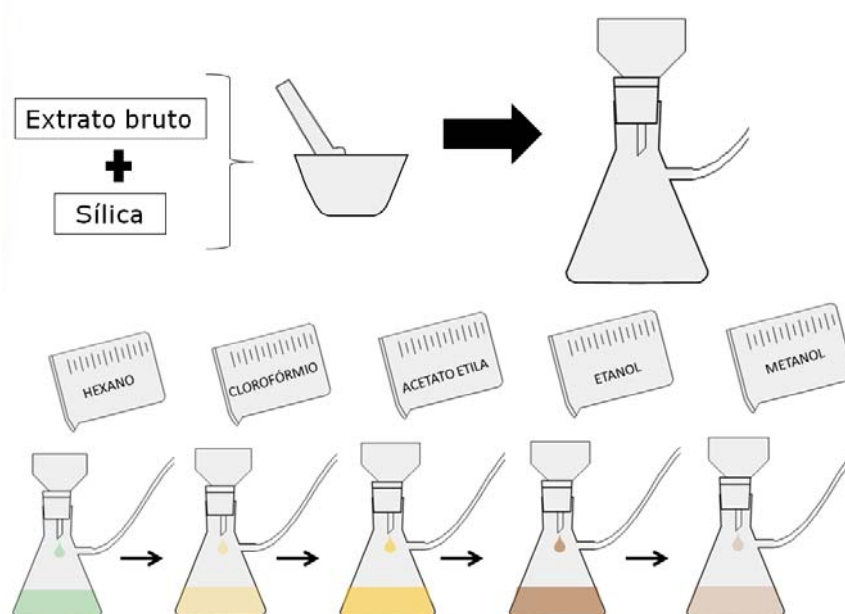 Extrato bruto
Sílica
HEXANO
CLOROFÓRMIO
ACETATO ETILA
ETANOL
METANOL